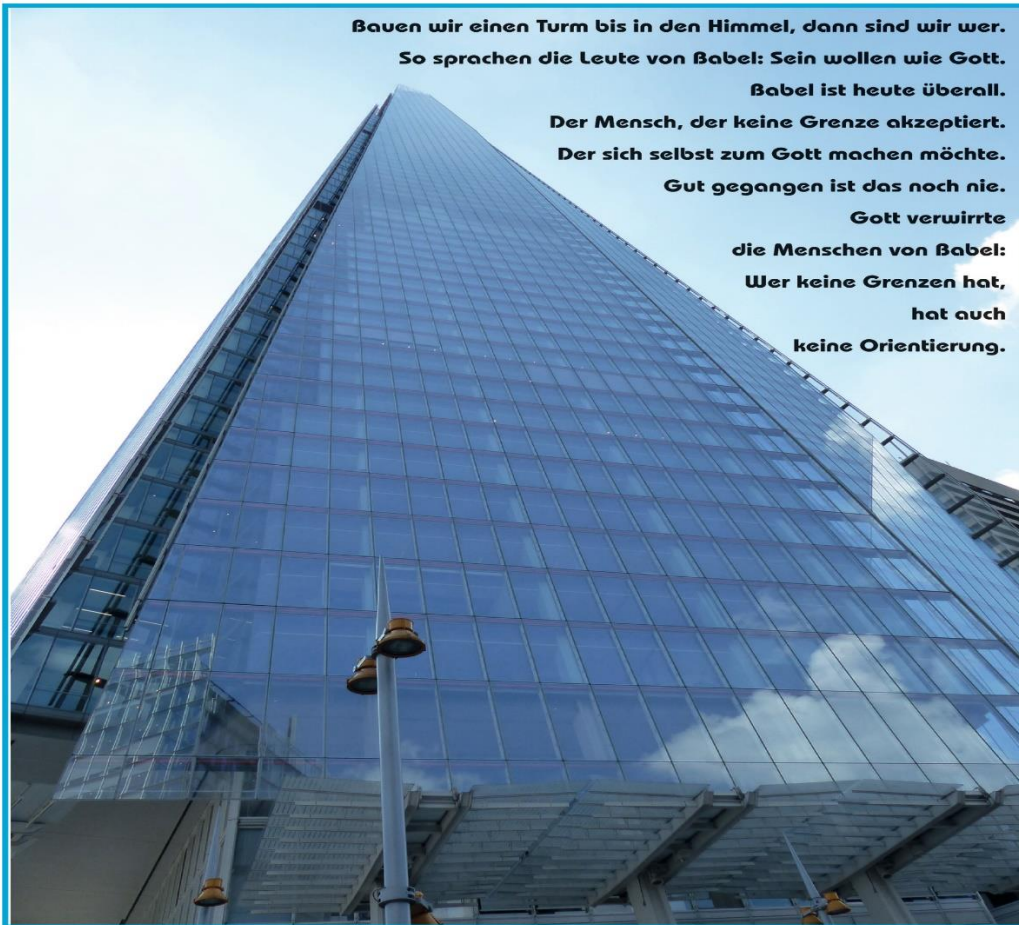 Bauen wir einen Turm bis in den Himmel, dann sind wir wer.
So sprachen die Leute von Babel: Sein wollen wie Gott.
Babel ist heute überall.
Der Mensch, der keine Grenze akzeptiert.
Der sich selbst zum Gott machen möchte.
Gut gegangen ist das noch nie.
Gott verwirrte
die Menschen von Babel:
Wer keine Grenzen hat,
hat auch
keine Orientierung.